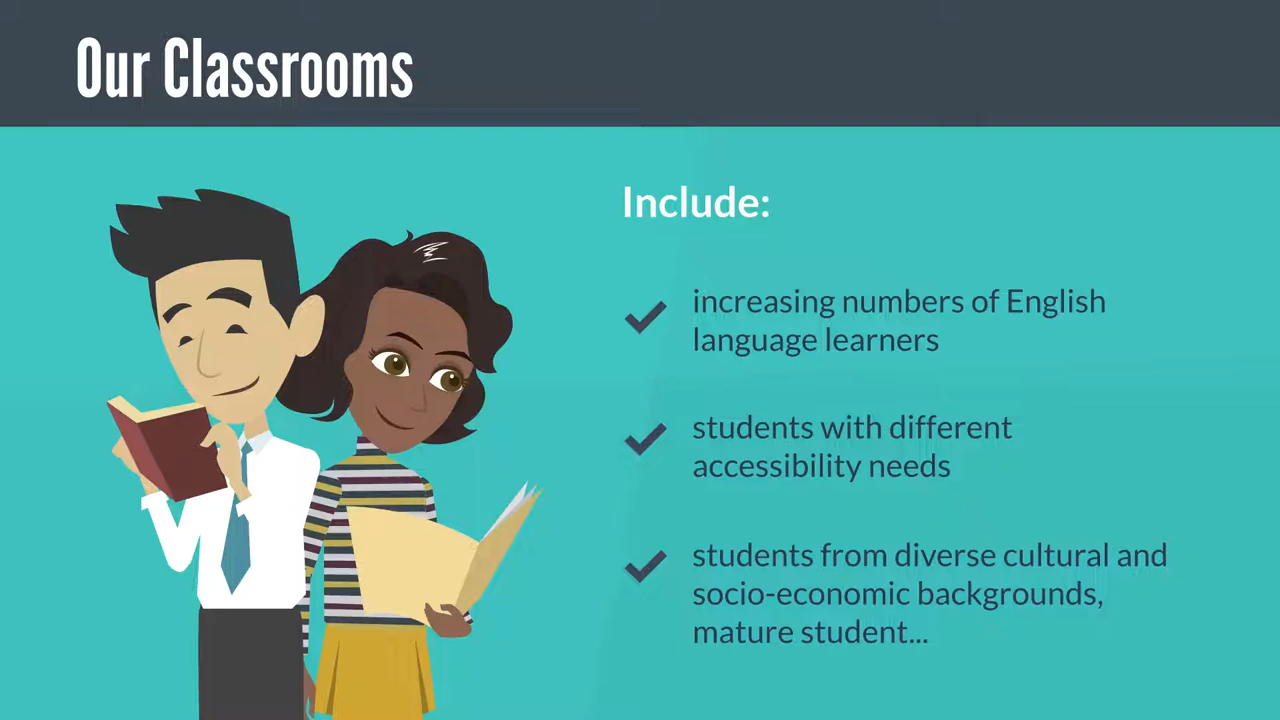 Our Classrooms
Include:
increasing numbers of English
language learners
students with different
accessibility needs
students from diverse cultural and
socio-economic backgrounds,
mature student...